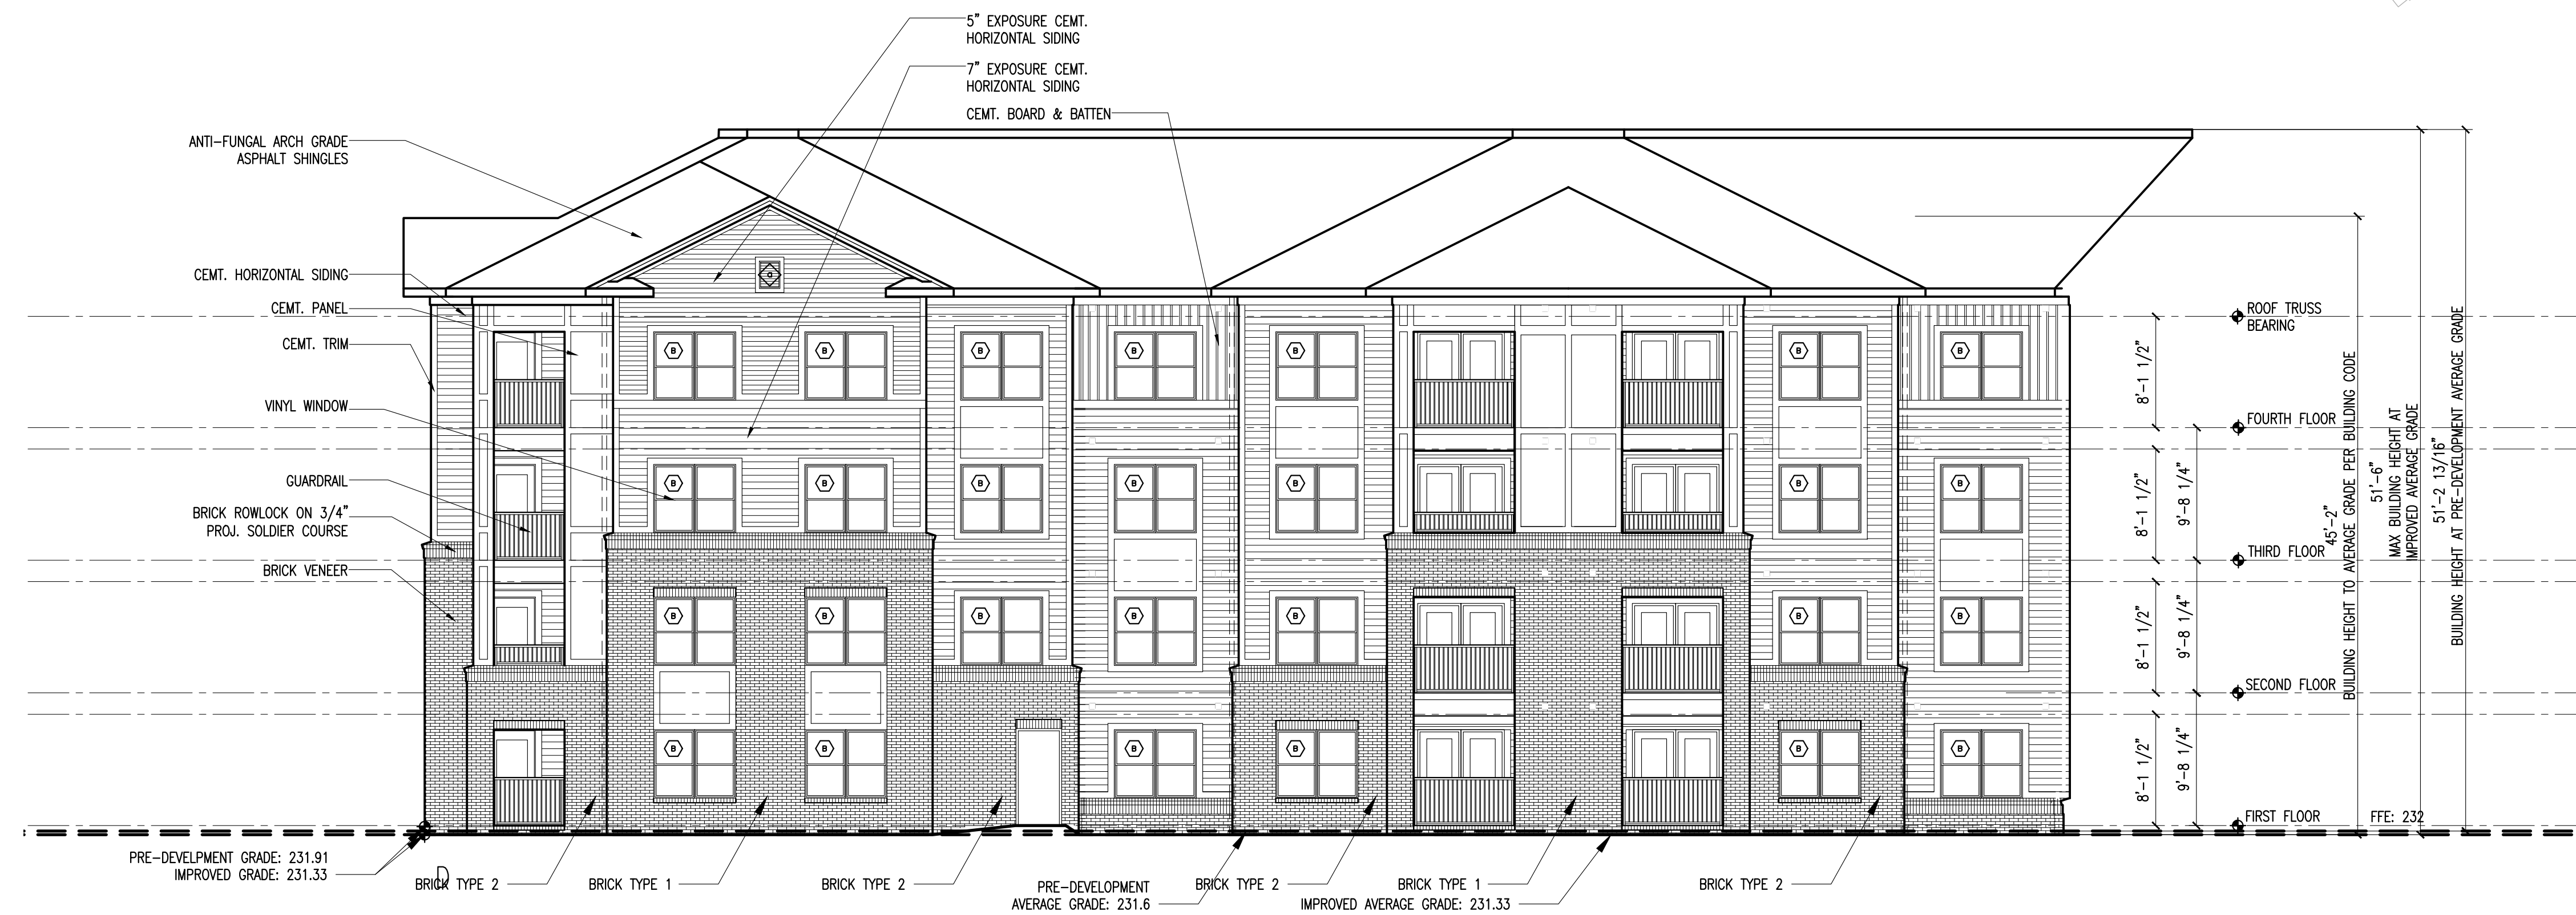 5" EXPOSURE CEMT.
HORIZONTAL SIDING
7" EXPOSURE CEMT.
HORIZONTAL SIDING
CEMT. BOARD & BATTEN
ANTI-FUNGAL ARCH GRADE
ASPHALT SHINGLES
CEMT. HORIZONTAL SIDING
CEMT. PANEL
CEMT. TRIM
VINYL WINDOW
GUARDRAIL
BRICK ROWLOCK ON 3/4"
PROJ. SOLDIER COURSE
BRICK VENEER
G
B B B B B B B
B B B B B B B
B B B B B B B
B B B B B B
ROOF TRUSS
BEARING
FOURTH FLOOR
THIRD FLOOR
SECOND FLOOR
FIRST FLOOR
FFE: 232
8'-1 1/2"
8'-1 1/2"
8'-1 1/2"
8'-1 1/2"
9'-8 1/4"
9'-8 1/4"
9'-8 1/4"
45'-2"
BUILDING HEIGHT TO AVERAGE GRADE PER BUILDING CODE
51'-6"
MAX BUILDING HEIGHT AT
IMPROVED AVERAGE GRADE
51'-2 13/16"
BUILDING HEIGHT AT PRE-DEVELOPMENT AVERAGE GRADE
PRE-DEVELPMENT GRADE: 231.91
IMPROVED GRADE: 231.33
D
BRICK TYPE 2
BRICK TYPE 1
BRICK TYPE 2
PRE-DEVELOPMENT
AVERAGE GRADE: 231.6
BRICK TYPE 2
BRICK TYPE 1
IMPROVED AVERAGE GRADE: 231.33
BRICK TYPE 2